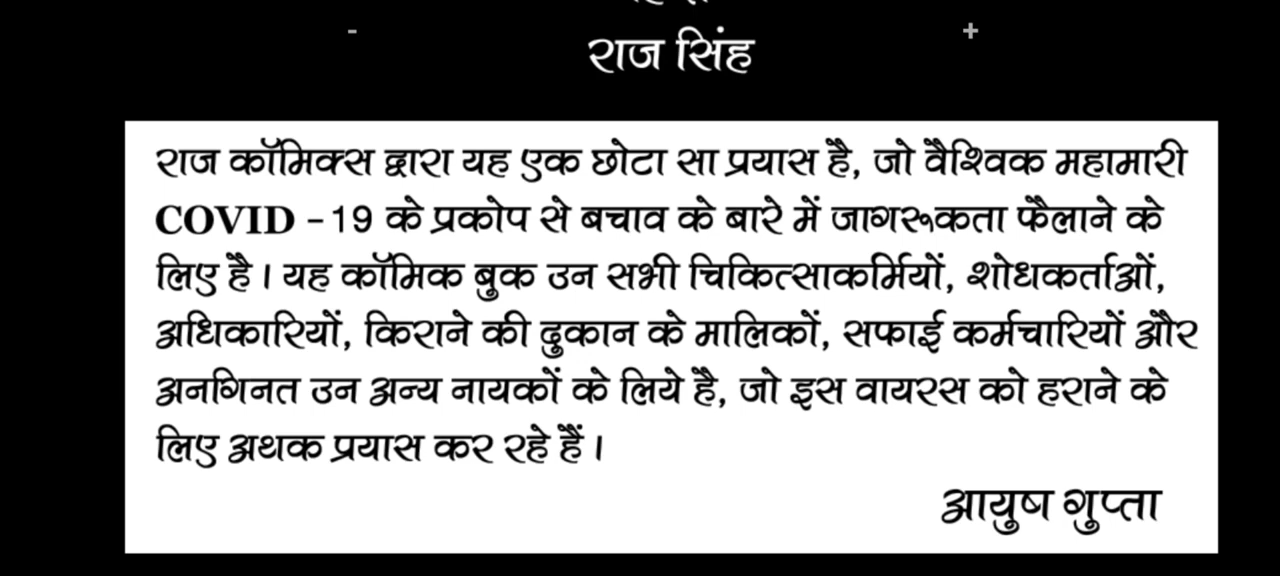 राज सिंह
राज कॉमिक्स द्वारा यह एक छोटा सा प्रयास है, जो वैश्विक महामारी
COVID -19 के प्रकोप से बचाव के बारे में जागरूकता फैलाने के
लिए है। यह कॉमिक बुक उन सभी चिकित्साकर्मियों, शोधकर्ताओं,
अधिकारियों, किराने की दुकान के मालिकों, सफाई कर्मचारियों और
अनगिनत उन अन्य नायकों के लिये है, जो इस वायरस को हराने के
लिए अथक प्रयास कर रहे हैं।
आयुष गुप्ता